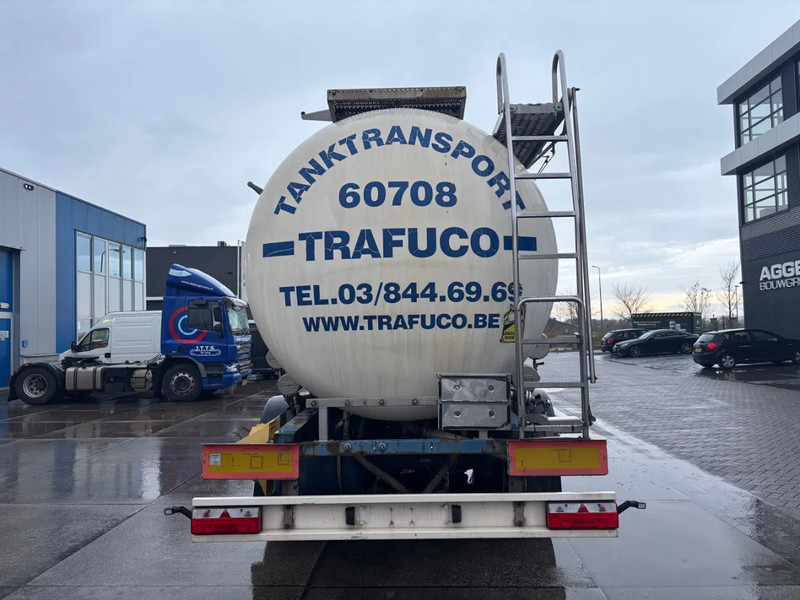 TANKTRANSPORT
60708
- TRAFUCO -
TEL.03/844.69.69
WWW.TRAFUCO.BE
J.T.T.S.
AGGE
BOUWGR